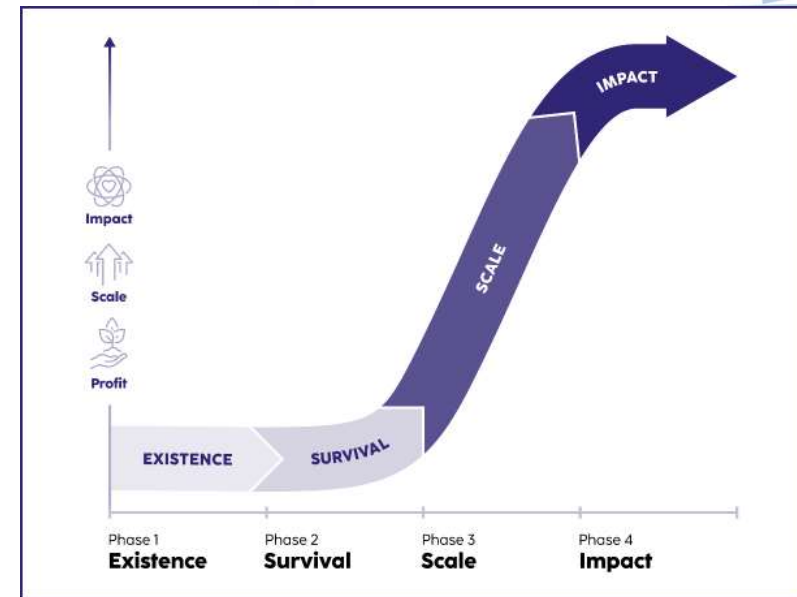 IMPACT
Impact
SCALE
Scale
Profit
EXISTENCE
SURVIVAL
Phase 1
Existence
Phase 2
Survival
Phase 3
Scale
Phase 4
Impact